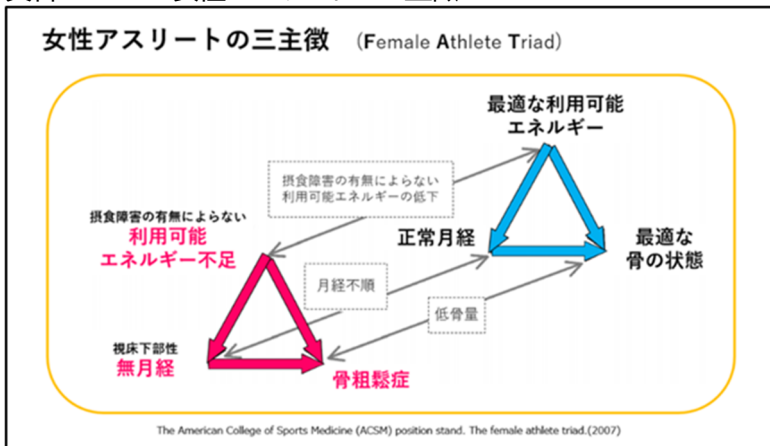 女性アスリートの三主徴 (Female Athlete Triad)
最適な利用可能
エネルギー
摂食障害の有無によらない
利用可能エネルギーの低下
摂食障害の有無によらない
利用可能
エネルギー不足
正常月経
最適な
骨の状態
月経不順
低骨量
視床下部性
無月経
骨粗鬆症
The American College of Sports Medicine (ACSM) position stand. The female athlete triad.(2007)